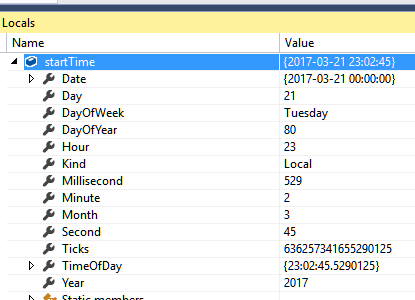 Locals
Name Value
startTime {2017-03-21 23:02:45}
Date {2017-03-21 00:00:00}
Day 21
DayOfWeek Tuesday
DayOfYear 80
Hour 23
Kind Local
Millisecond 529
Minute 2
Month 3
Second 45
Ticks 636257341655290125
TimeOfDay {23:02:45.5290125}
Year 2017
Static members